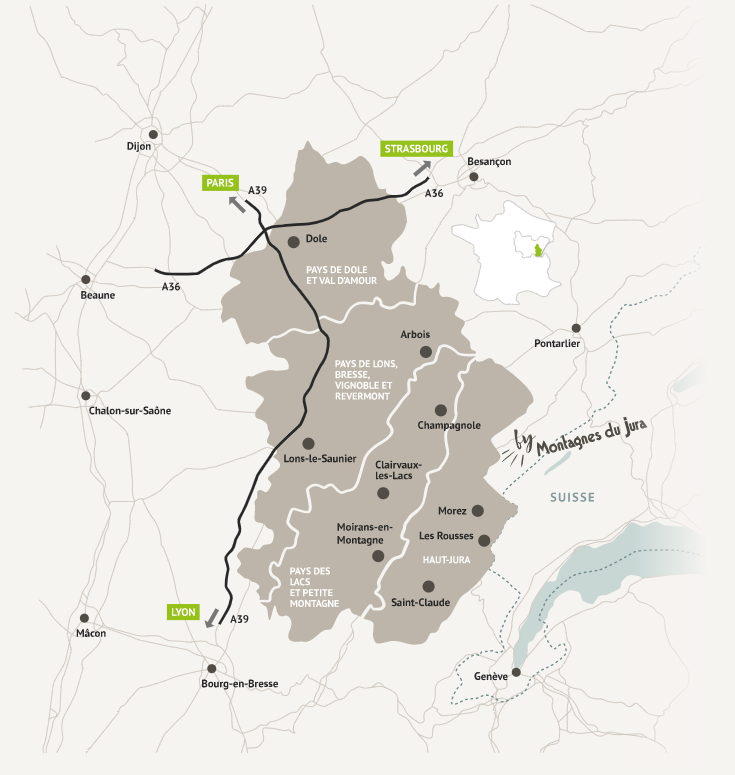 STRASBOURG
Besançon
Dijon
PARIS
A39
A36
Dole
PAYS DE DOLE
ET VAL D'AMOUR
A36
Beaune
Arbois
Pontarlier
PAYS DE LONS,
BRESSE,
VIGNOBLE ET
REVERMONT
Chalon-sur-Saône
Champagnole
by Montagnes du Jura
Lons-le-Saunier
Clairvaux-
les-Lacs
SUISSE
Morez
Moirans-en-
Montagne
Les Rousses
HAUT-JURA
PAYS DES
LACS
ET PETITE
MONTAGNE
Saint-Claude
LYON
A39
Mâcon
Genève
Bourg-en-Bresse